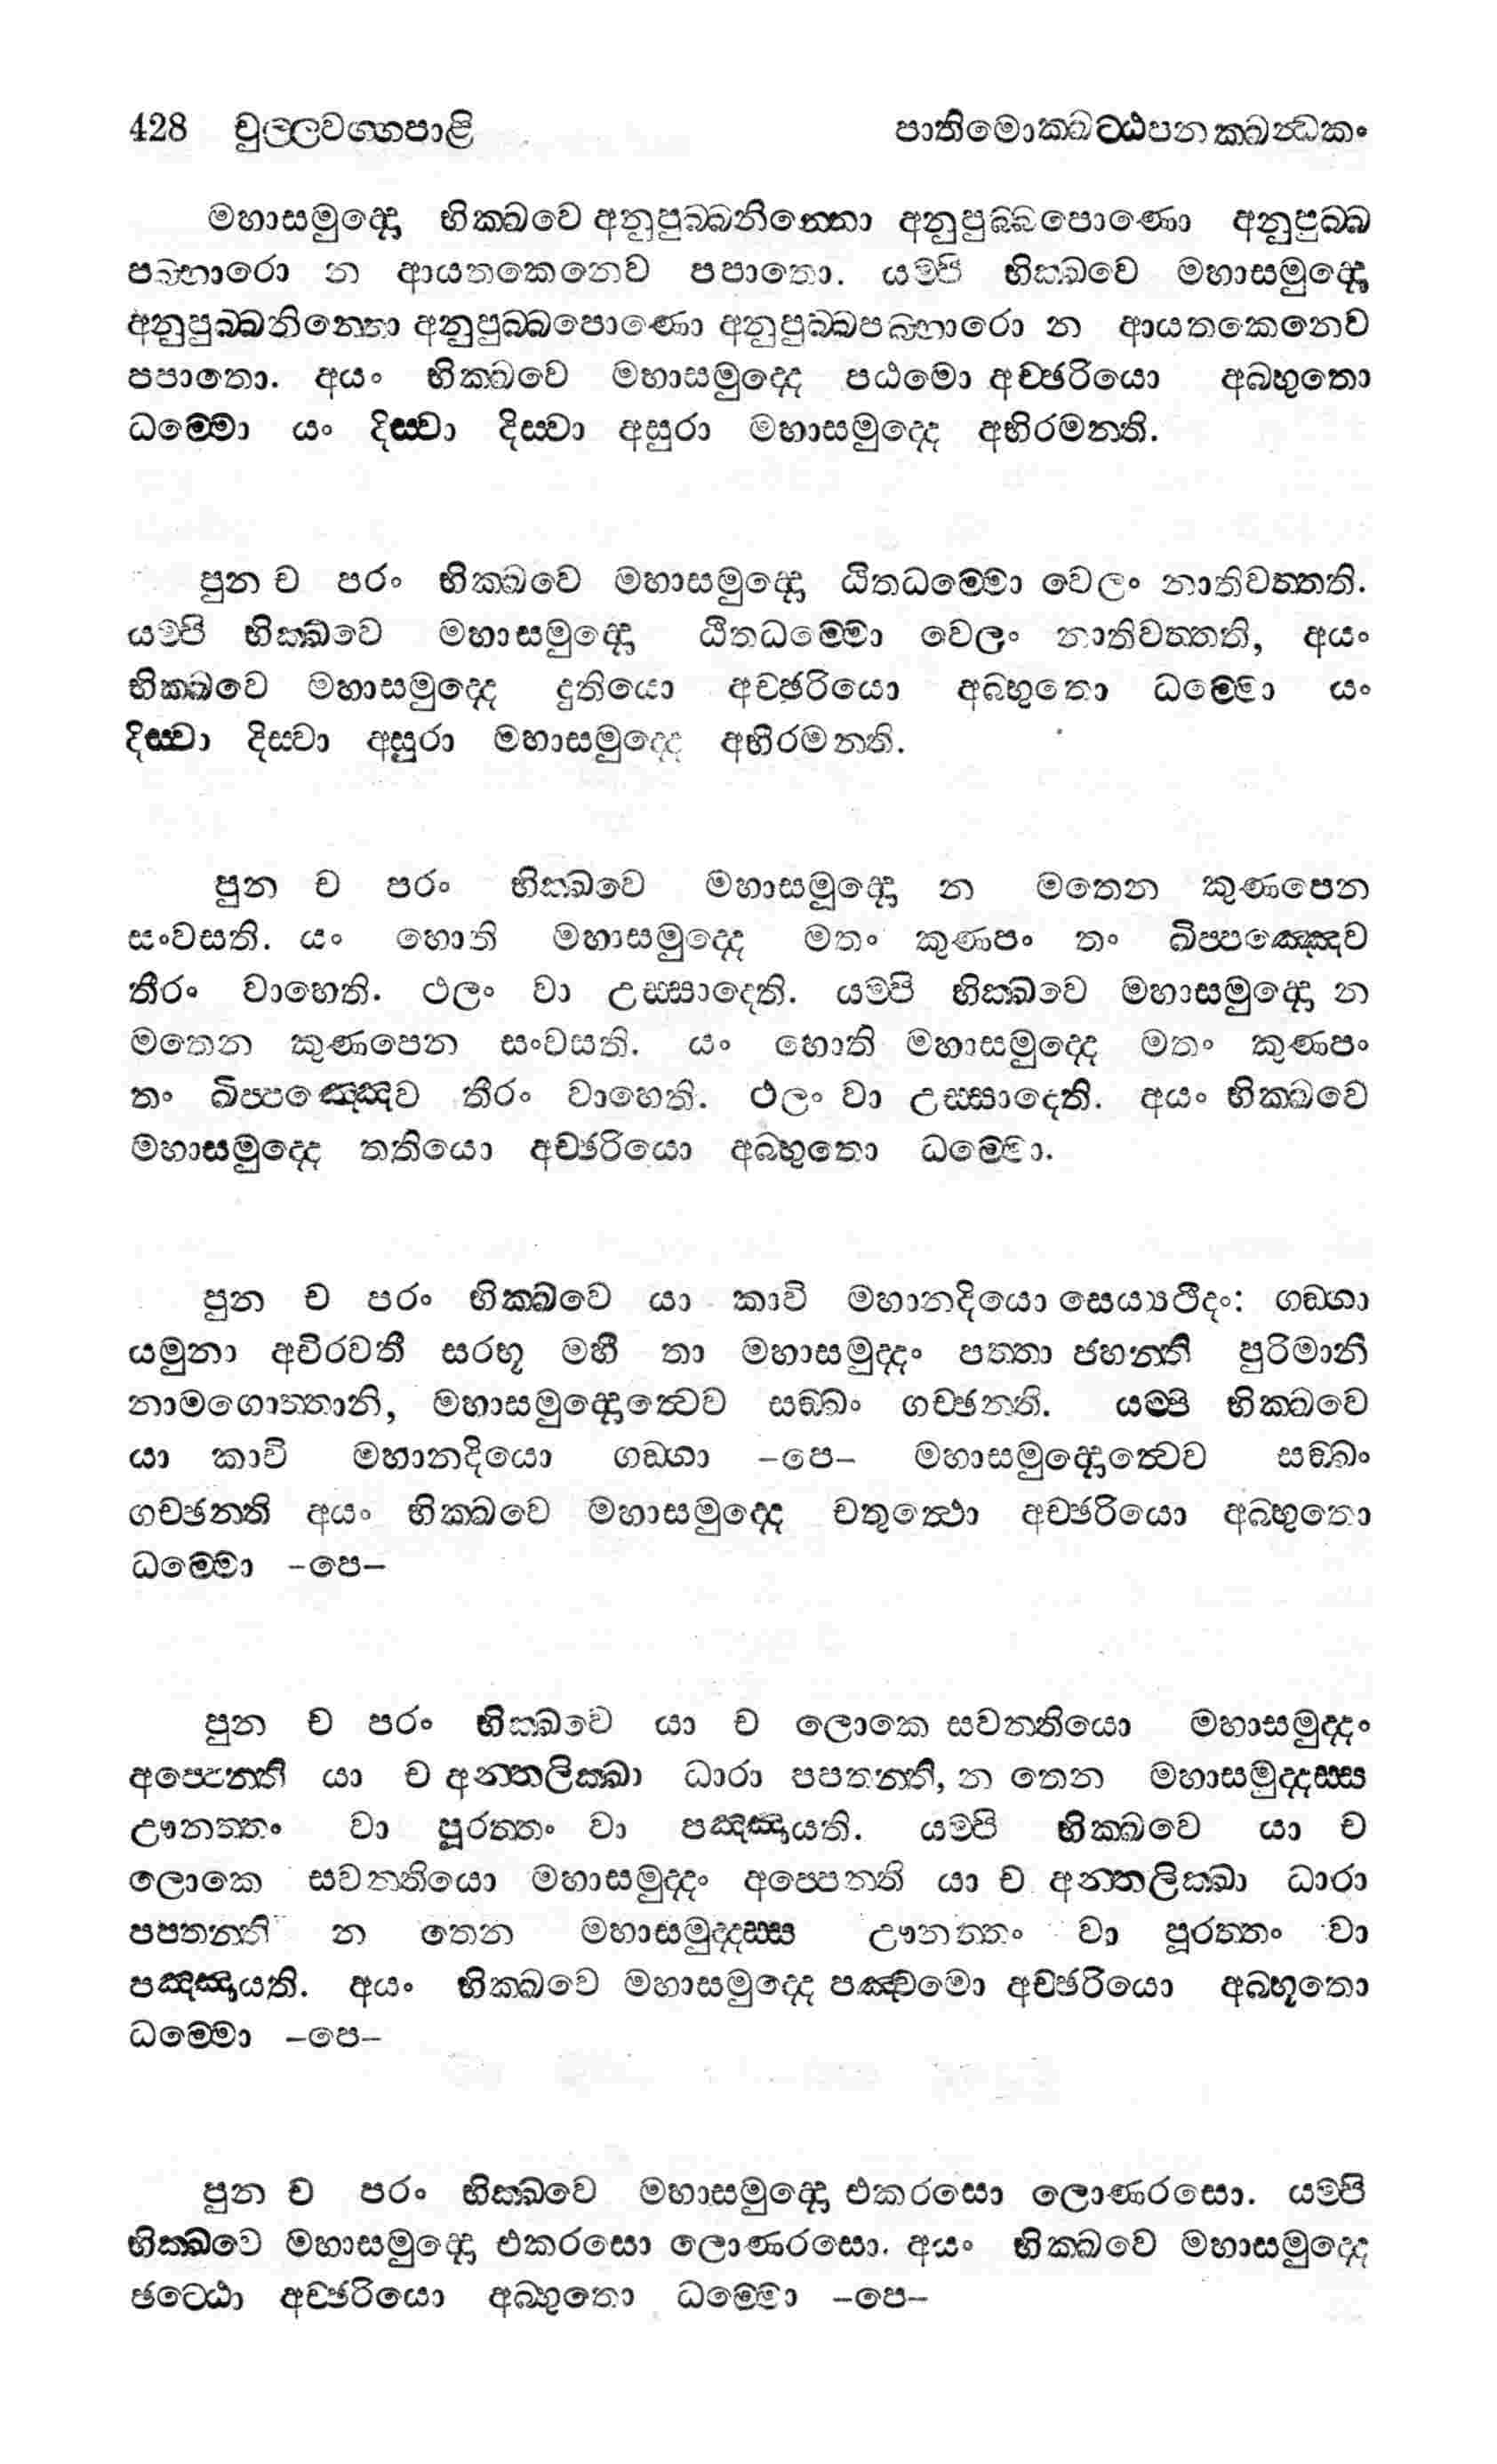 428 චුල්ලවග්ගපාළි පාතිමොක්ඛට්ඨපනක්ඛන්ධකං
මහාසමුද්දො භික්ඛවෙ අනුපුබ්බනින්නො අනුපුබ්බපොණො අනුපුබ්බ
පබ්භාරො න ආයතකෙනෙව පපාතො. යම්පි භික්ඛවෙ මහාසමුද්දො
අනුපුබ්බනින්නො අනුපුබ්බපොණො අනුපුබ්බපබ්භාරො න ආයතකෙනෙව
පපාතො. අයං භික්ඛවෙ මහාසමුද්දෙ පඨමො අච්ඡරියො අබ්භුතො
ධම්මො යං දිස්වා දිස්වා අසුරා මහාසමුද්දෙ අභිරමන්ති.
පුන ච පරං භික්ඛවෙ මහාසමුද්දො ඨිතධම්මො වෙලං නාතිවත්තති.
යම්පි භික්ඛවෙ මහාසමුද්දො ඨිතධම්මො වෙලං නාතිවත්තති, අයං
භික්ඛවෙ මහාසමුද්දෙ දුතියො අච්ඡරියො අබ්භුතො ධම්මො යං
දිස්වා දිස්වා අසුරා මහාසමුද්දෙ අභිරමන්ති.
පුන ච පරං භික්ඛවෙ මහාසමූද්දො න මතෙන කුණපෙන
සංවසති. යං හොති මහාසමුද්දෙ මතං කුණපං තං ඛිප්පඤ්ඤෙව
තීරං වාහෙති. ථලං වා උස්සාදෙති. යම්පි භික්ඛවෙ මහාසමුද්දො න
මතෙන කුණපෙන සංවසති. යං හොති මහාසමුද්දෙ මතං කුණපං
තං ඛිප්පඤ්ඤෙව තීරං වාහෙති. ථලං වා උස්සාදෙති. අයං භික්ඛවෙ
මහාසමුද්දෙ තතියො අච්ඡරියො අබ්භුතො ධම්මො.
පුන ච පරං භික්ඛවෙ යා කාචි මහානදියො සෙය්‍යථීදං: ගඞ්ගා
යමුනා අචිරවතී සරභූ මහී තා මහාසමුද්දං පත්තා ජහන්ති පුරිමානි
නාමගොත්තානි, මහාසමුද්දොත්වෙව සඞ්ඛං ගච්ඡන්ති. යම්පි භික්ඛවෙ
යා කාචි මහානදියො ගඞ්ගා –පෙ– මහාසමුද්දොත්වෙව සඞ්ඛං
ගච්ඡන්ති අයං භික්ඛවෙ මහාසමුද්දෙ චතුත්ථො අච්ඡරියො අබ්භුතො
ධම්මො –පෙ–
පුන ච පරං භික්ඛවෙ යා ච ලොකෙ සවන්තියො මහාසමුද්දං
අප්පෙන්ති යා ච අන්තලික්ඛා ධාරා පපතන්ති, න තෙන මහාසමුද්දස්ස
ඌනත්තං වා පූරත්තං වා පඤ්ඤායති. යම්පි භික්ඛවෙ යා ච
ලොකෙ සවන්තියො මහාසමුද්දං අප්පෙන්ති යා ච අන්තලික්ඛා ධාරා
පපතන්ති න තෙන මහාසමුද්දස්ස ඌනත්තං වා පූරත්තං වා
පඤ්ඤායති. අයං භික්ඛවෙ මහාසමුද්දෙ පඤ්චමො අච්ඡරියො අබ්භූතො
ධම්මො –පෙ–
පුන ච පරං භික්ඛවෙ මහාසමුද්දො එකරසො ලොණරසො. යම්පි
භික්ඛවෙ මහාසමුද්දො එකරසො ලොණරසො. අයං භික්ඛවෙ මහාසමුද්දෙ
ඡට්ඨො අච්ඡරියො අබ්භුතො ධම්මො –පෙ–